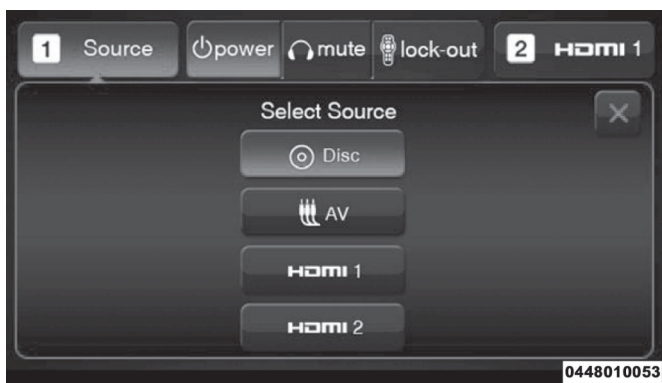 1 Source power mute lock-out 2 HDMI 1
Select Source
Disc
AV
HDMI 1
HDMI 2
0448010053